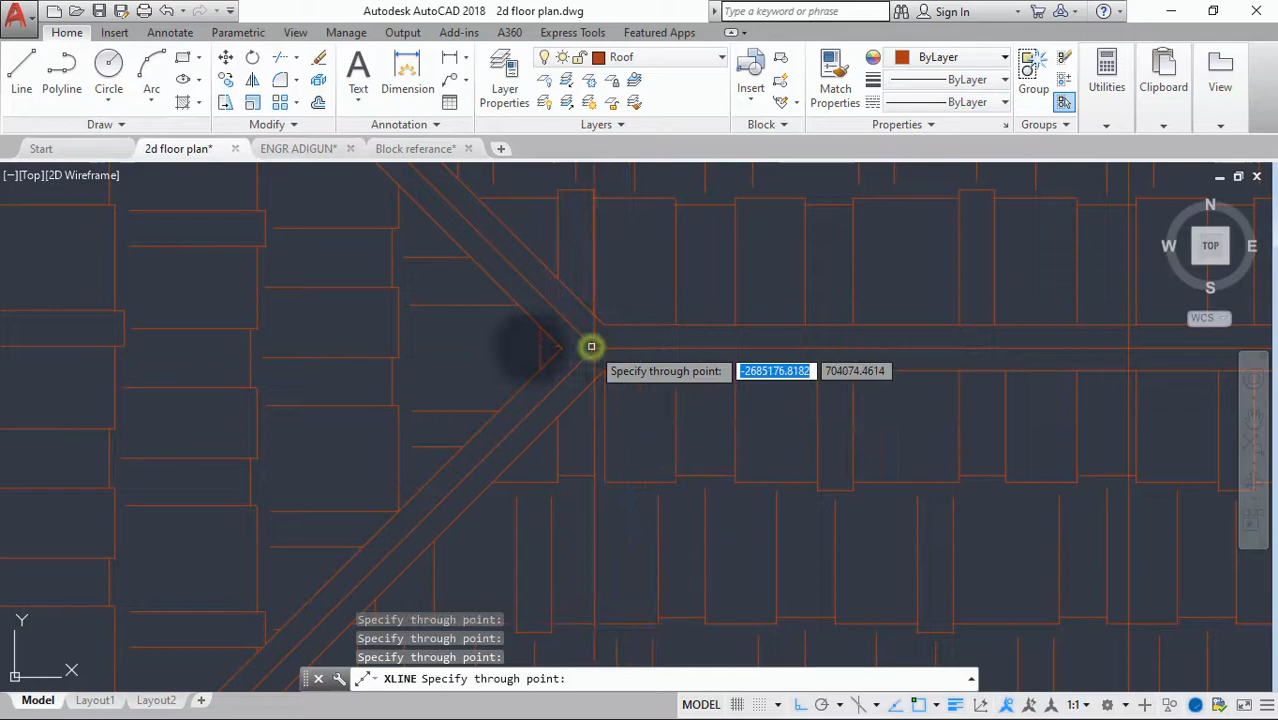 Autodesk AutoCAD 2018 2d floor plan.dwg
Type a keyword or phrase
Sign In
Home Insert Annotate Parametric View Manage Output Add-ins A360 Express Tools Featured Apps
Roof
ByLayer
ByLayer
ByLayer
Line Polyline Circle Arc
Text Dimension
Layer Properties
Insert
Match Properties
Group
Utilities
Clipboard
View
Draw Modify Annotation Layers Block Properties Groups
Start 2d floor plan* ENGR ADIGUN* Block referance*
[−][Top][2D Wireframe]
N
W TOP E
S
WCS
Specify through point: -2685176.8182 704074.4614
Y
X
Specify through point:
Specify through point:
Specify through point:
XLINE Specify through point:
Model Layout1 Layout2
MODEL 1:1